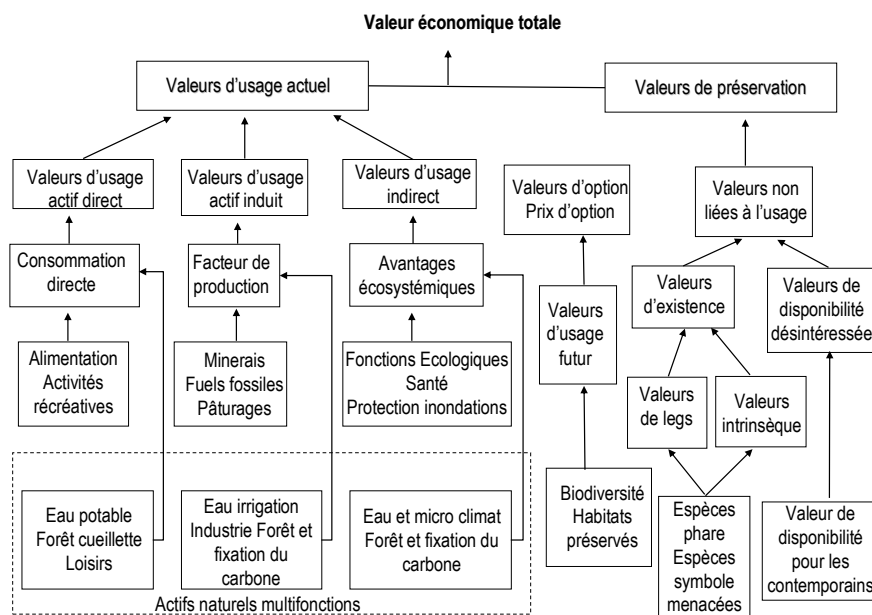 Valeur économique totale
Valeurs d'usage actuel
Valeurs de préservation
Valeurs d'usage
actif direct
Valeurs d'usage
actif induit
Valeurs d'usage
indirect
Valeurs d'option
Prix d'option
Valeurs non
liées à l'usage
Consommation
directe
Facteur de
production
Avantages
écosystémiques
Valeurs
d'usage
futur
Valeurs
d'existence
Valeurs de
disponibilité
désintéressée
Alimentation
Activités
récréatives
Minerais
Fuels fossiles
Pâturages
Fonctions Ecologiques
Santé
Protection inondations
Valeurs
de legs
Valeurs
intrinsèque
Eau potable
Forêt cueillette
Loisirs
Eau irrigation
Industrie Forêt et
fixation du
carbone
Eau et micro climat
Forêt et fixation du
carbone
Biodiversité
Habitats
préservés
Espèces
phare
Espèces
symbole
menacées
Valeur de
disponibilité
pour les
contemporains
Actifs naturels multifonctions